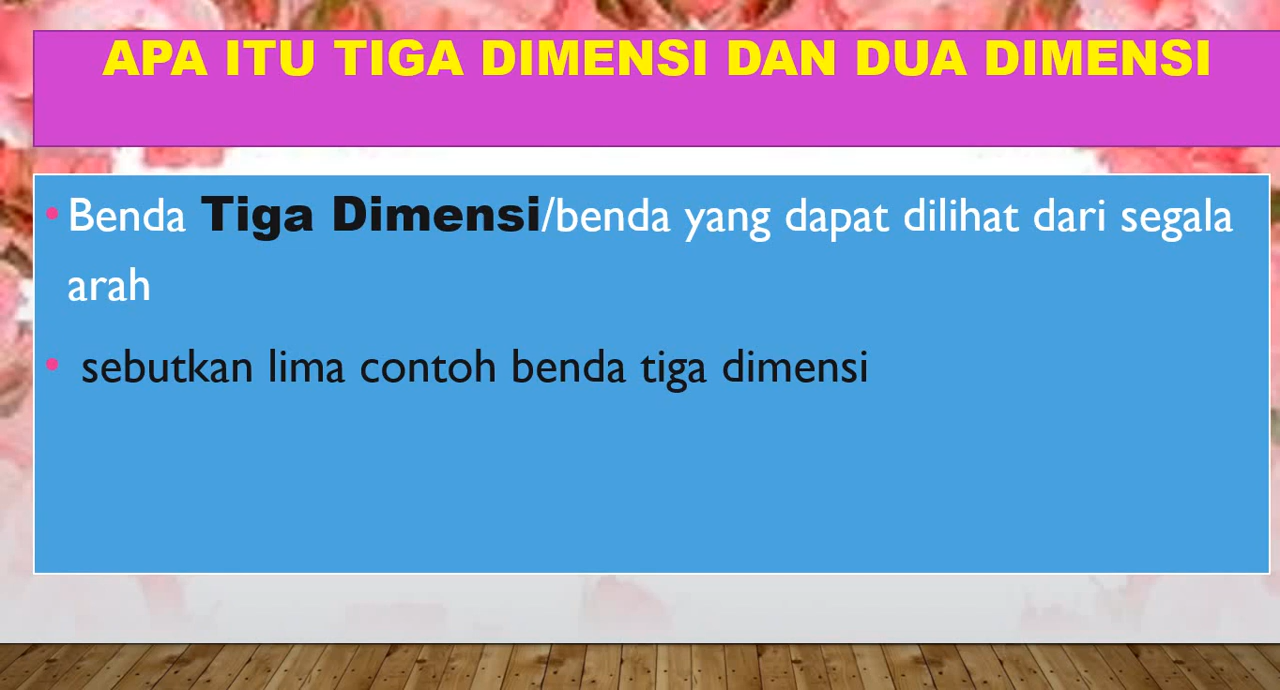 APA ITU TIGA DIMENSI DAN DUA DIMENSI
• Benda Tiga Dimensi/benda yang dapat dilihat dari segala
arah
• sebutkan lima contoh benda tiga dimensi